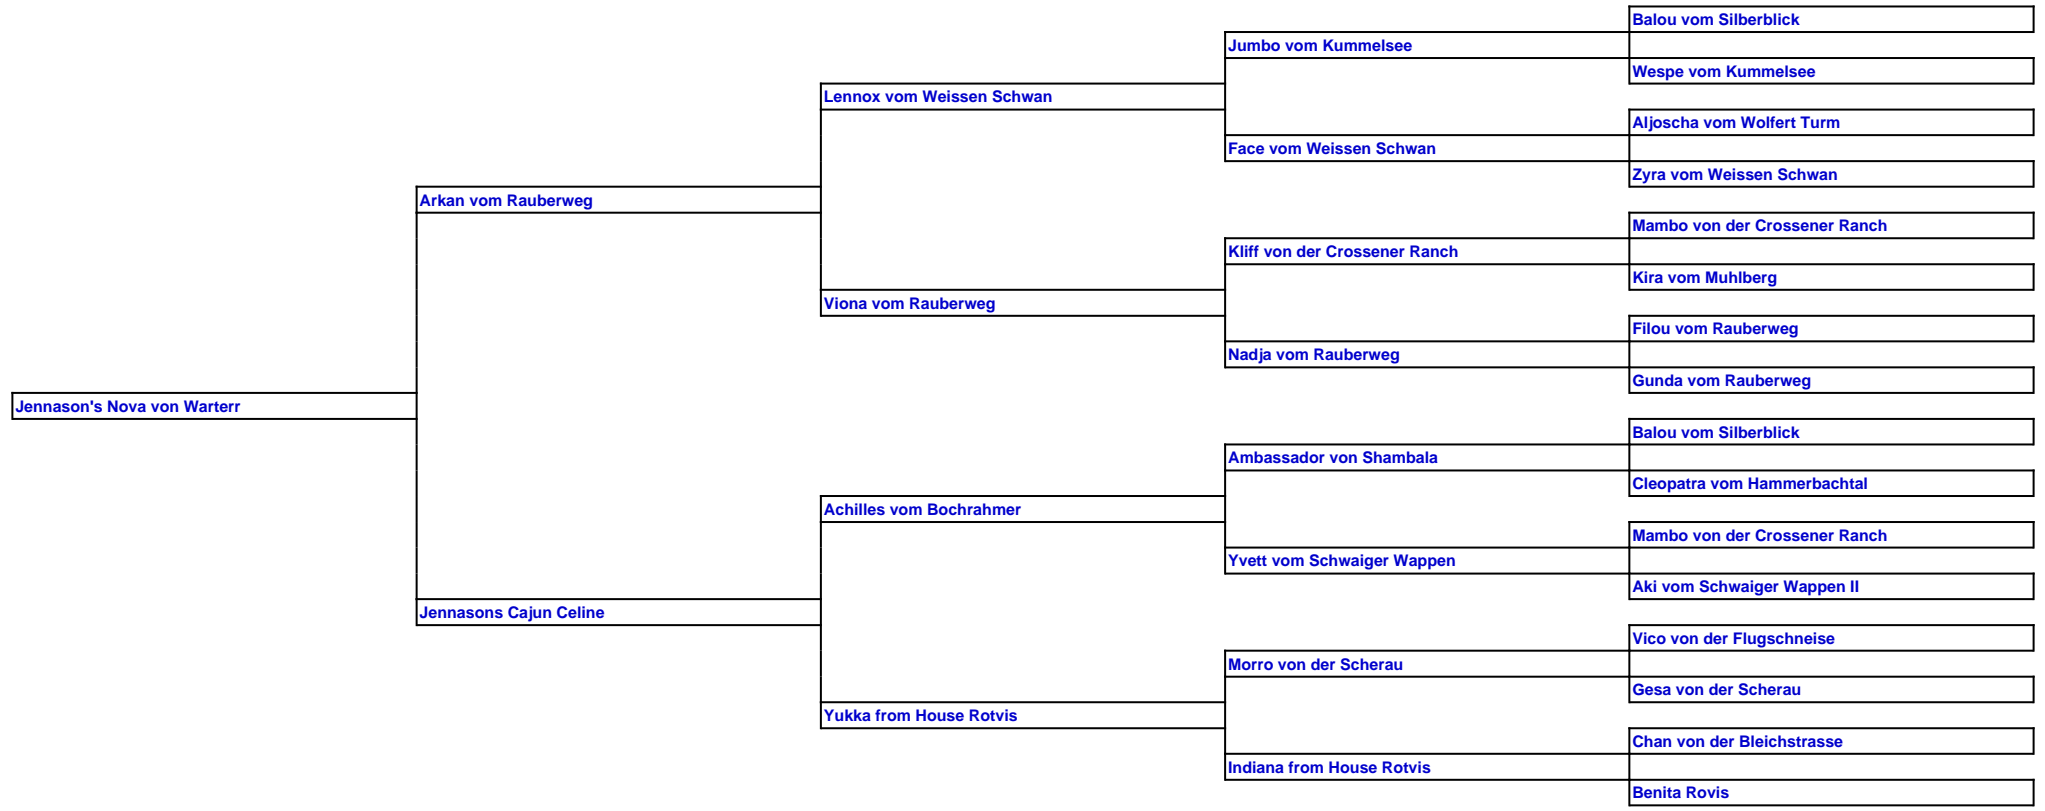 Balou vom Silberblick
Jumbo vom Kummelsee
Wespe vom Kummelsee
Lennox vom Weissen Schwan
Aljoscha vom Wolfert Turm
Face vom Weissen Schwan
Zyra vom Weissen Schwan
Arkan vom Rauberweg
Mambo von der Crossener Ranch
Kliff von der Crossener Ranch
Kira vom Muhlberg
Viona vom Rauberweg
Filou vom Rauberweg
Nadja vom Rauberweg
Gunda vom Rauberweg
Jennason's Nova von Warterr
Balou vom Silberblick
Ambassador von Shambala
Cleopatra vom Hammerbachtal
Achilles vom Bochrahmer
Mambo von der Crossener Ranch
Yvett vom Schwaiger Wappen
Aki vom Schwaiger Wappen II
Jennasons Cajun Celine
Vico von der Flugschneise
Morro von der Scherau
Gesa von der Scherau
Yukka from House Rotvis
Chan von der Bleichstrasse
Indiana from House Rotvis
Benita Rovis